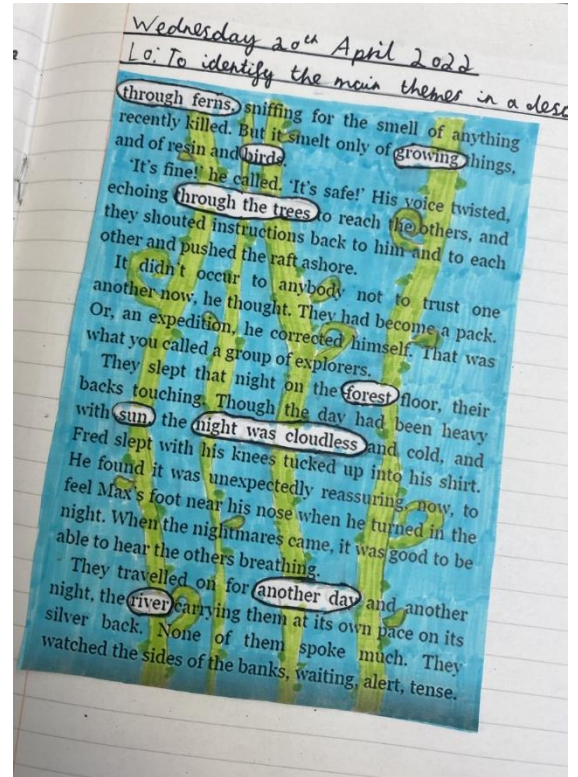 Wednesday 20th April 2022
Lo: To identify the main themes in a desc
through ferns, sniffing for the smell of anything
recently killed. But it smelt only of growing hings,
and of resin and birds.
'It's fine!' he called. 'It's safe!' His voice twisted,
echoing hrough the trees to reach the others, and
they shouted instructions back to him and to each
other and pushed the raft ashore.
It didn't occur to anybody not to trust one
another now, he thought. They had become a pack.
Or, an expedition, he corrected himself. That was
what you called a group of explorers.
They slept that night on the forest floor, their
backs touching. Though the day had been heavy
with sun, the night was cloudless and cold, and
Fred slept with his knees tucked up into his shirt.
He found it was unexpectedly reassuring, now, to
feel Max's foot near his nose when he turned in the
night. When the nightmares came, it was good to be
able to hear the others breathing.
They travelled on for another day and another
night, the river carrying them at its own pace on its
silver back. None of them spoke much. They
watched the sides of the banks, waiting, alert, tense.